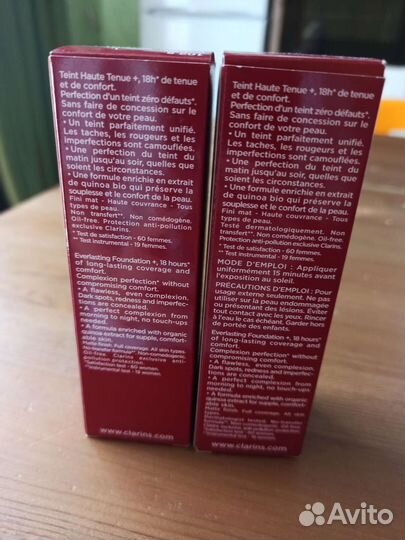 Teint Haute Tenue +, 18h* de tenue
et de confort.
Perfection d'un teint zéro défauts*.
Sans faire de concession sur le
confort de votre peau.
• Un teint parfaitement unifié.
Les taches, les rougeurs et les
imperfections sont camouflées.
• Une perfection du teint du
matin jusqu'au soir, quelles que
soient les circonstances.
• Une formule enrichie en extrait
de quinoa bio qui préserve la
souplesse et le confort de la peau.
Fini mat - Haute couvrance - Tous
types de peau.
Non transfert**. Non comédogène.
Oil-free. Protection anti-pollution
exclusive Clarins.
* Test de satisfaction - 60 femmes.
** Test instrumental - 19 femmes.
Everlasting Foundation +, 18 hours*
of long-lasting coverage and
comfort.
Complexion perfection* without
compromising comfort.
• A flawless, even complexion.
Dark spots, redness and imperfec-
tions are concealed.
• A perfect complexion from
morning to night, no touch-ups
needed.
• A formula enriched with organic
quinoa extract for supple, comfort-
able skin.
Matte finish. Full coverage. All skin types.
Oil-free. Clarins exclusive anti-
pollution protection.
*Satisfaction test - 60 women.
**Instrumental test - 19 women.
www.clarins.com
Teint Haute Tenue +, 18h* de tenue
et de confort.
Perfection d'un teint zéro défauts*.
Sans faire de concession sur le
confort de votre peau.
• Un teint parfaitement unifié.
Les taches, les rougeurs et les
imperfections sont camouflées.
• Une perfection du teint du
matin jusqu'au soir, quelles que
soient les circonstances.
• Une formule enrichie en extrait
de quinoa bio qui préserve la
souplesse et le confort de la peau.
Fini mat - Haute couvrance - Tous
types de peau.
Testé dermatologiquement. Non
transfert**. Non comédogène. Oil-free.
Protection anti-pollution exclusive Clarins.
* Test de satisfaction - 60 femmes.
** Test instrumental - 19 femmes.
MODE D'EMPLOI : Appliquer
uniformément 15 minutes avant
l'exposition au soleil.
PRÉCAUTIONS D'EMPLOI : Pour
usage externe seulement. Ne pas
utiliser sur la peau endommagée
ou présentant des lésions. Éviter
tout contact avec les yeux. Rincer
à l'eau le cas échéant. Garder hors
de portée des enfants.
Everlasting Foundation +, 18 hours*
of long-lasting coverage and
comfort.
Complexion perfection* without
compromising comfort.
• A flawless, even complexion.
Dark spots, redness and imperfec-
tions are concealed.
• A perfect complexion from
morning to night, no touch-ups
needed.
• A formula enriched with organic
quinoa extract for supple, comfort-
able skin.
Matte finish. Full coverage. All skin
types.
www.clarins.com
Avito